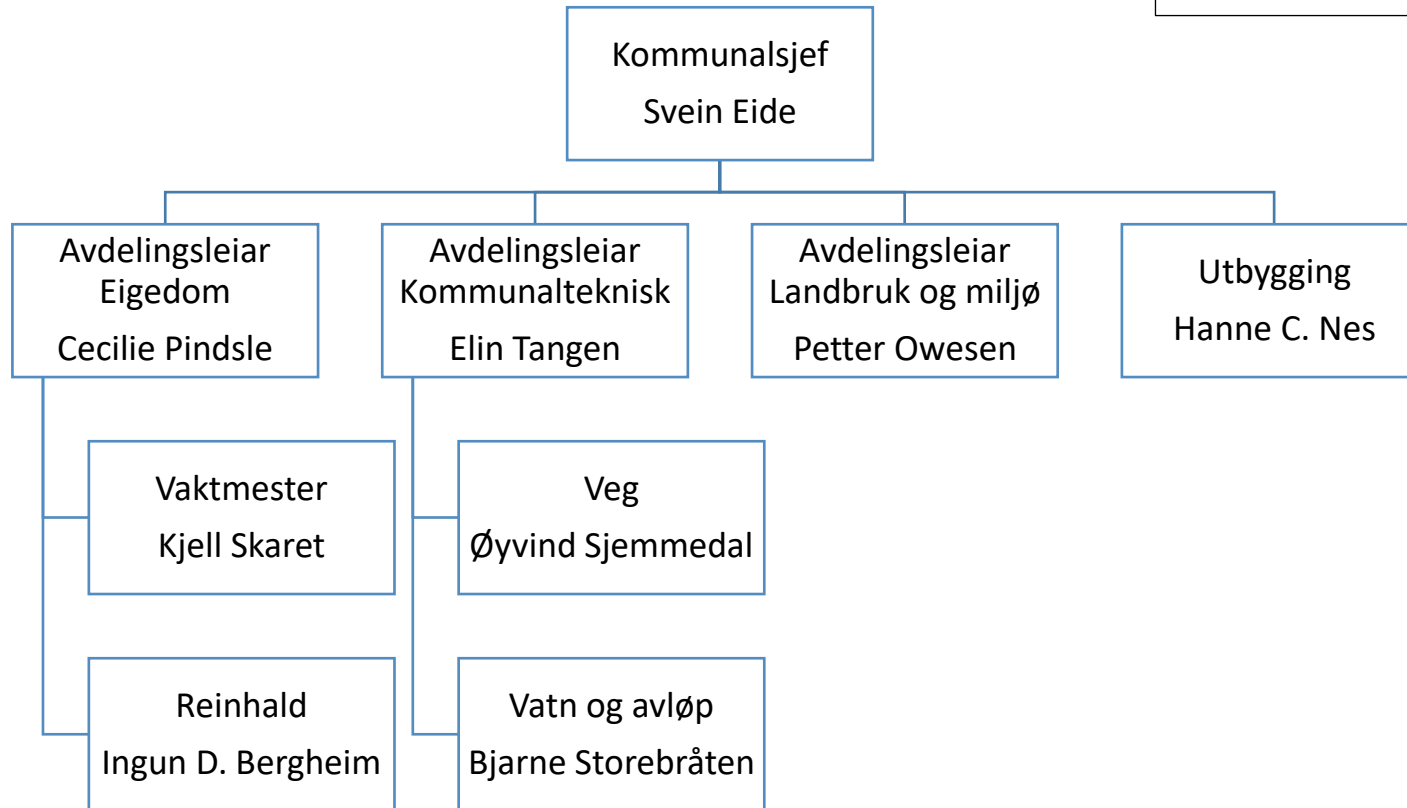 Kommunalsjef
Svein Eide
Avdelingsleiar
Eigedom
Cecilie Pindsle
Avdelingsleiar
Kommunalteknisk
Elin Tangen
Avdelingsleiar
Landbruk og miljø
Petter Owesen
Utbygging
Hanne C. Nes
Vaktmester
Kjell Skaret
Veg
Øyvind Sjemmedal
Reinhald
Ingun D. Bergheim
Vatn og avløp
Bjarne Storebråten